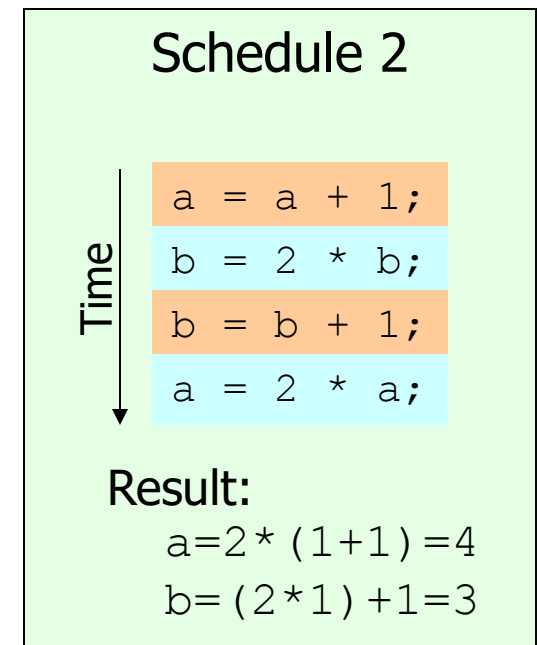 Schedule 2
Time
a = a + 1;
b = 2 * b;
b = b + 1;
a = 2 * a;
Result:
a=2*(1+1)=4
b=(2*1)+1=3